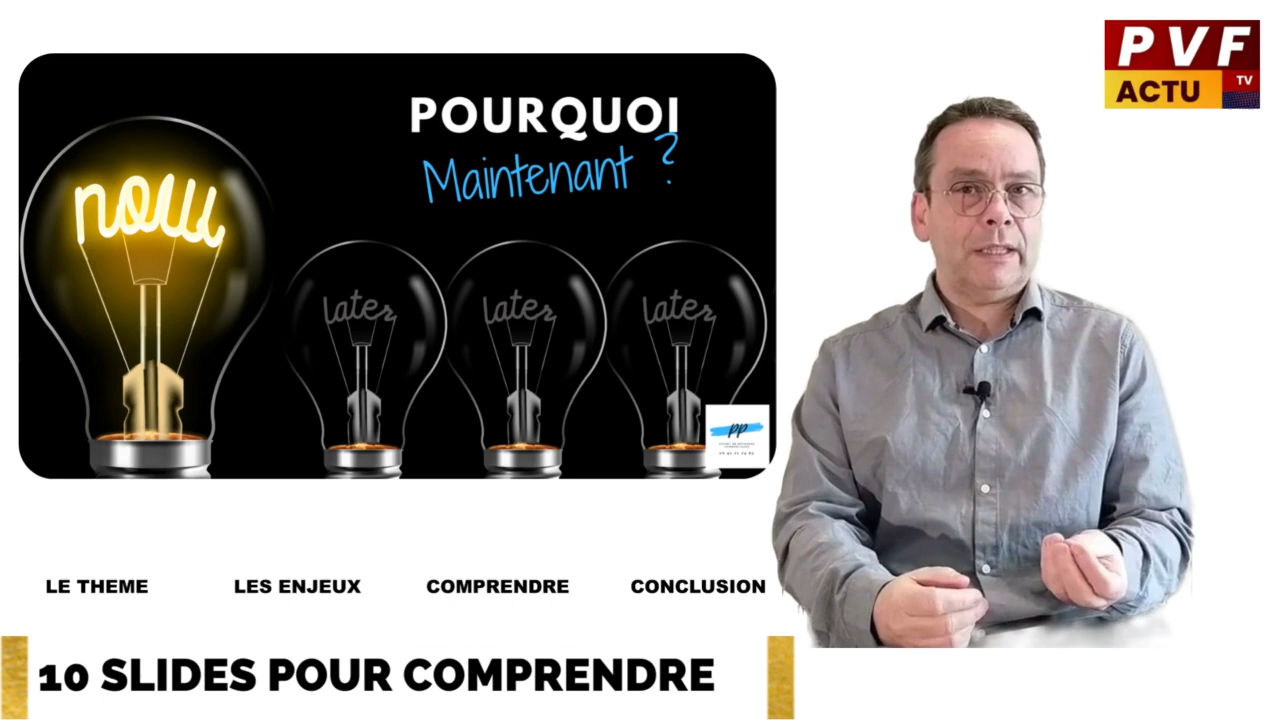 PVF
ACTU
TV
POURQUOI
Maintenant ?
now
later
later
later
pp
LE THEME
LES ENJEUX
COMPRENDRE
CONCLUSION
10 SLIDES POUR COMPRENDRE